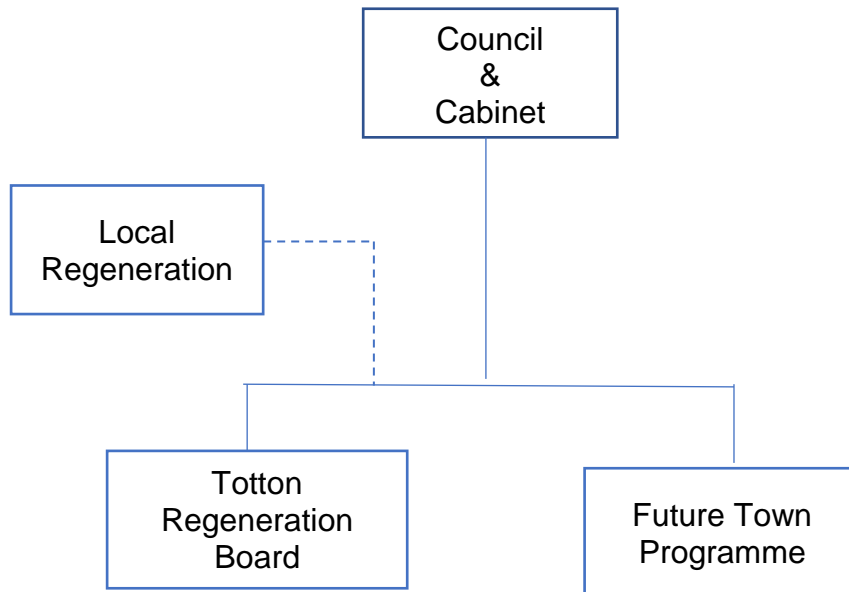 Council
&
Cabinet
Local
Regeneration
Totton
Regeneration
Board
Future Town
Programme